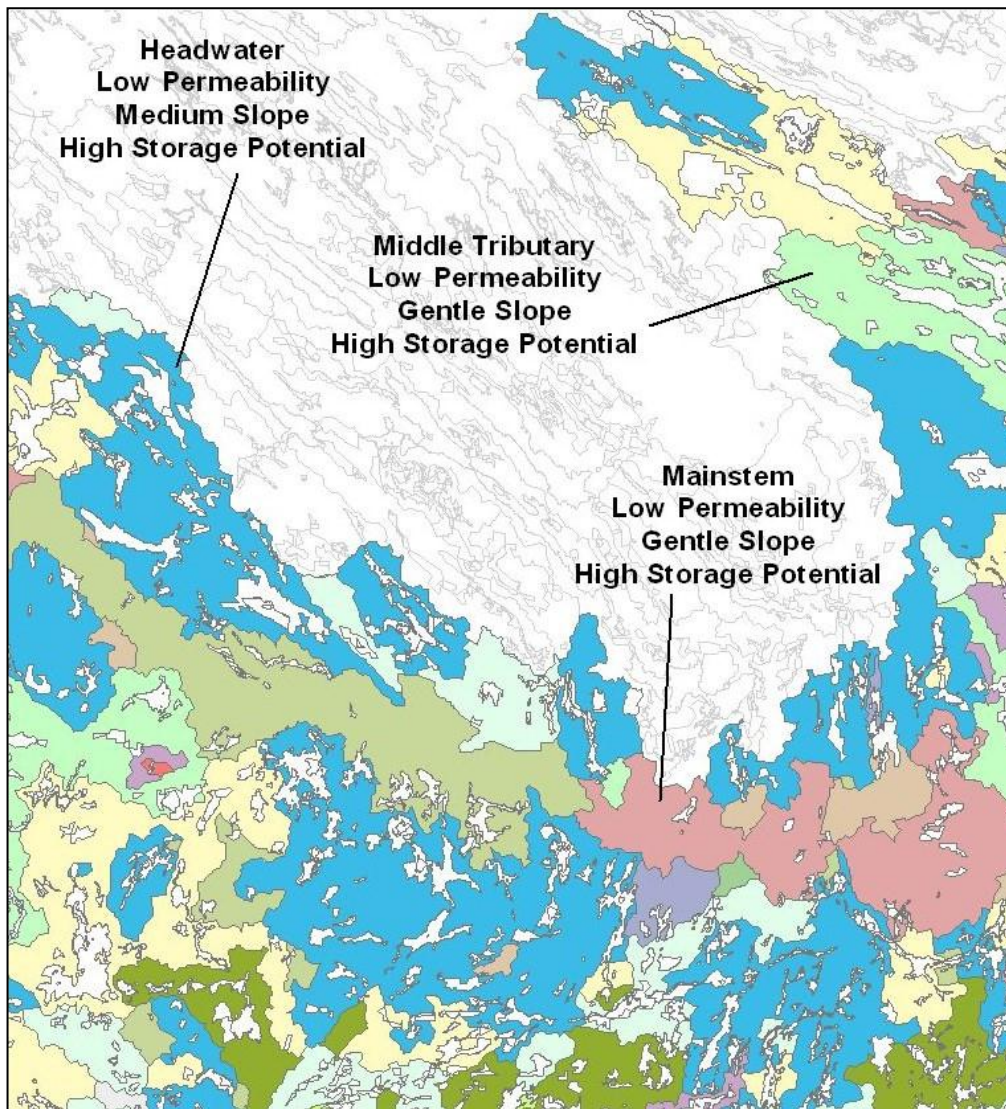 Headwater
Low Permeability
Medium Slope
High Storage Potential
Middle Tributary
Low Permeability
Gentle Slope
High Storage Potential
Mainstem
Low Permeability
Gentle Slope
High Storage Potential